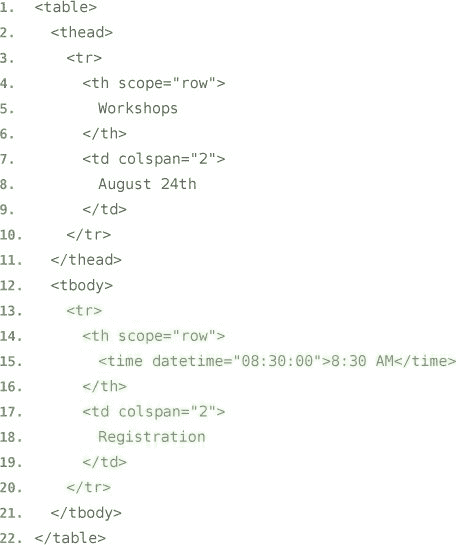 1. <table>
2.   <thead>
3.     <tr>
4.       <th scope="row">
5.         Workshops
6.       </th>
7.       <td colspan="2">
8.         August 24th
9.       </td>
10.     </tr>
11.   </thead>
12.   <tbody>
13.     <tr>
14.       <th scope="row">
15.         <time datetime="08:30:00">8:30 AM</time>
16.       </th>
17.       <td colspan="2">
18.         Registration
19.       </td>
20.     </tr>
21.   </tbody>
22. </table>